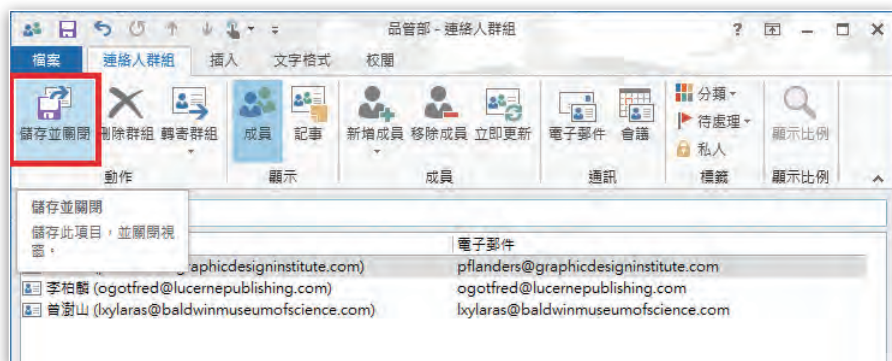 品管部 - 連絡人群組
檔案 連絡人群組 插入 文字格式 校閱
儲存並關閉 刪除群組 轉寄群組 成員 記事 新增成員 移除成員 立即更新 電子郵件 會議 分類 待處理 私人 顯示比例
動作 顯示 成員 通訊 標籤 顯示比例
儲存並關閉
儲存此項目，並關閉視
窗。
電子郵件
raphicdesigninstitute.com) pflanders@graphicdesigninstitute.com
李柏麟 (ogotfred@lucernepublishing.com) ogotfred@lucernepublishing.com
曾澍山 (lxylaras@baldwinmuseumofscience.com) lxylaras@baldwinmuseumofscience.com